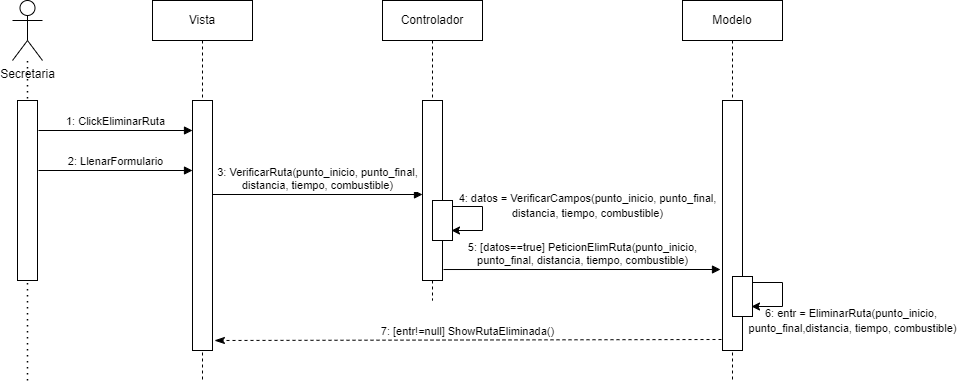 Vista
Controlador
Modelo
Secretaria
1: ClickEliminarRuta
2: LlenarFormulario
3: VerificarRuta(punto_inicio, punto_final,
distancia, tiempo, combustible)
4: datos = VerificarCampos(punto_inicio, punto_final,
distancia, tiempo, combustible)
5: [datos==true] PeticionElimRuta(punto_inicio,
punto_final, distancia, tiempo, combustible)
6: entr = EliminarRuta(punto_inicio,
punto_final,distancia, tiempo, combustible)
7: [entr!=null] ShowRutaEliminada()